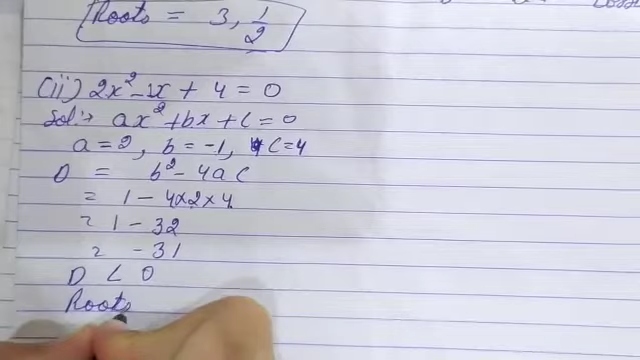 Roots = 3, 1/2
(ii) 2x² - x + 4 = 0
Sol:→ ax² + bx + c = 0
a = 2, b = -1, c = 4
D = b² - 4ac
= 1 - 4×2×4
= 1 - 32
= -31
D < 0
Roots